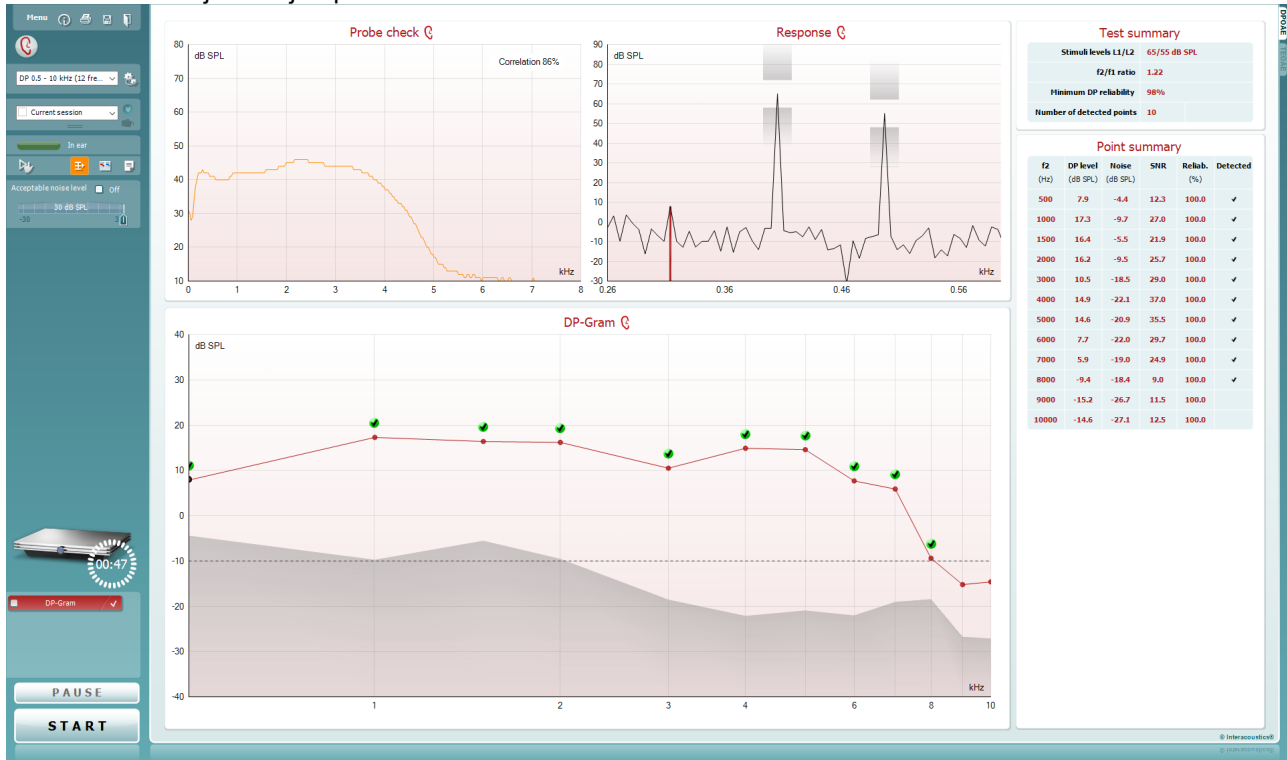 Menu
DP 0.5 - 10 kHz (12 fre...
Current session
In ear
Acceptable noise level Off
30 dB SPL
-30
00:47
DP-Gram
PAUSE
START
Probe check
dB SPL
Correlation 86%
80
70
60
50
40
30
20
10
kHz
0 1 2 3 4 5 6 7 8
Response
dB SPL
90
80
70
60
50
40
30
20
10
0
-10
-20
-30
kHz
0.26 0.36 0.46 0.56
DP-Gram
dB SPL
40
30
20
10
0
-10
-20
-30
-40
kHz
1 2 3 4 6 8 10
Test summary
Stimuli levels L1/L2 65/55 dB SPL
f2/f1 ratio 1.22
Minimum DP reliability 98%
Number of detected points 10
Point summary
f2 DP level Noise SNR Reliab. Detected
(Hz) (dB SPL) (dB SPL) (%)
500 7.9 -4.4 12.3 100.0 ✓
1000 17.3 -9.7 27.0 100.0 ✓
1500 16.4 -5.5 21.9 100.0 ✓
2000 16.2 -9.5 25.7 100.0 ✓
3000 10.5 -18.5 29.0 100.0 ✓
4000 14.9 -22.1 37.0 100.0 ✓
5000 14.6 -20.9 35.5 100.0 ✓
6000 7.7 -22.0 29.7 100.0 ✓
7000 5.9 -19.0 24.9 100.0 ✓
8000 -9.4 -18.4 9.0 100.0 ✓
9000 -15.2 -26.7 11.5 100.0
10000 -14.6 -27.1 12.5 100.0
DPOAE
TEOAE
© Interacoustics®